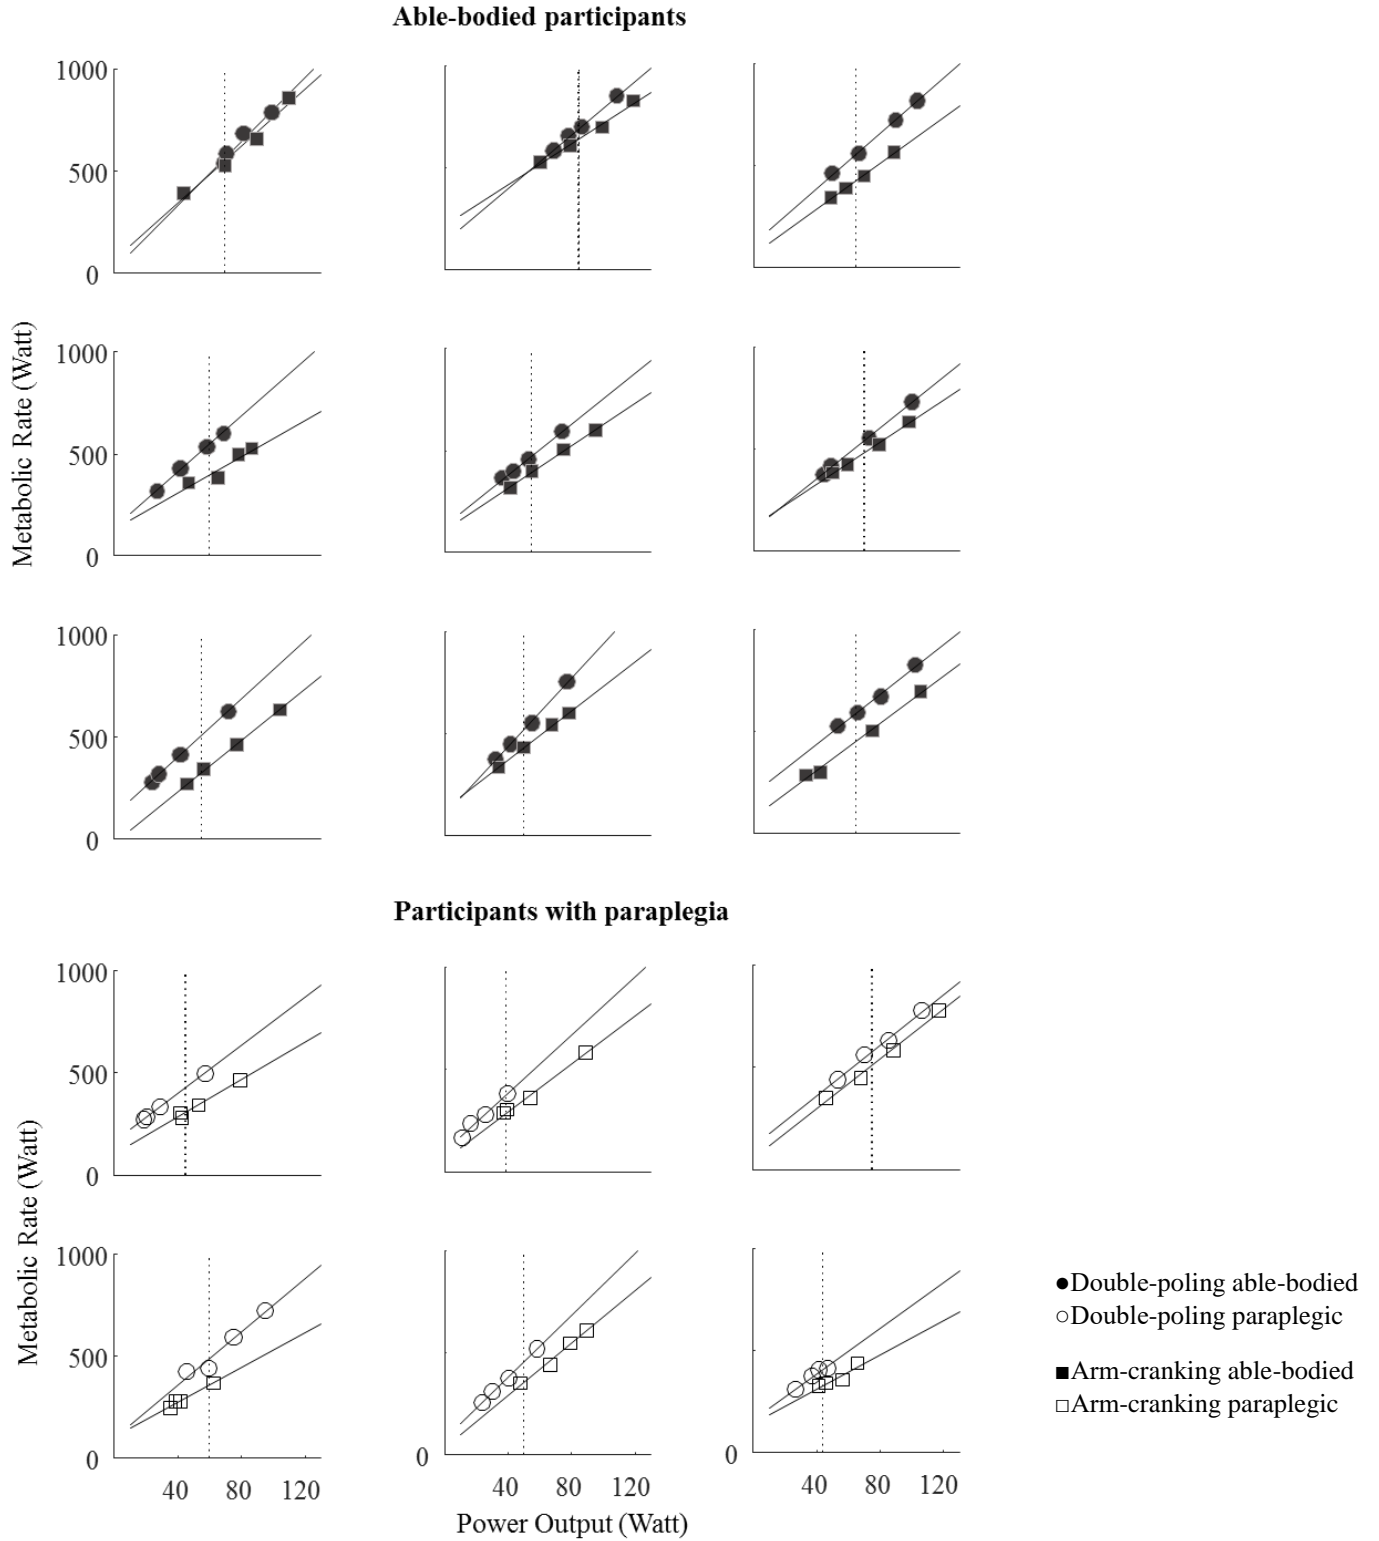 Able-bodied participants
1000
500
0
Metabolic Rate (Watt)
1000
500
0
1000
500
0
Participants with paraplegia
1000
500
0
Metabolic Rate (Watt)
1000
500
0
0
0
40 80 120
40 80 120
40 80 120
Power Output (Watt)
●Double-poling able-bodied
○Double-poling paraplegic
■Arm-cranking able-bodied
□Arm-cranking paraplegic